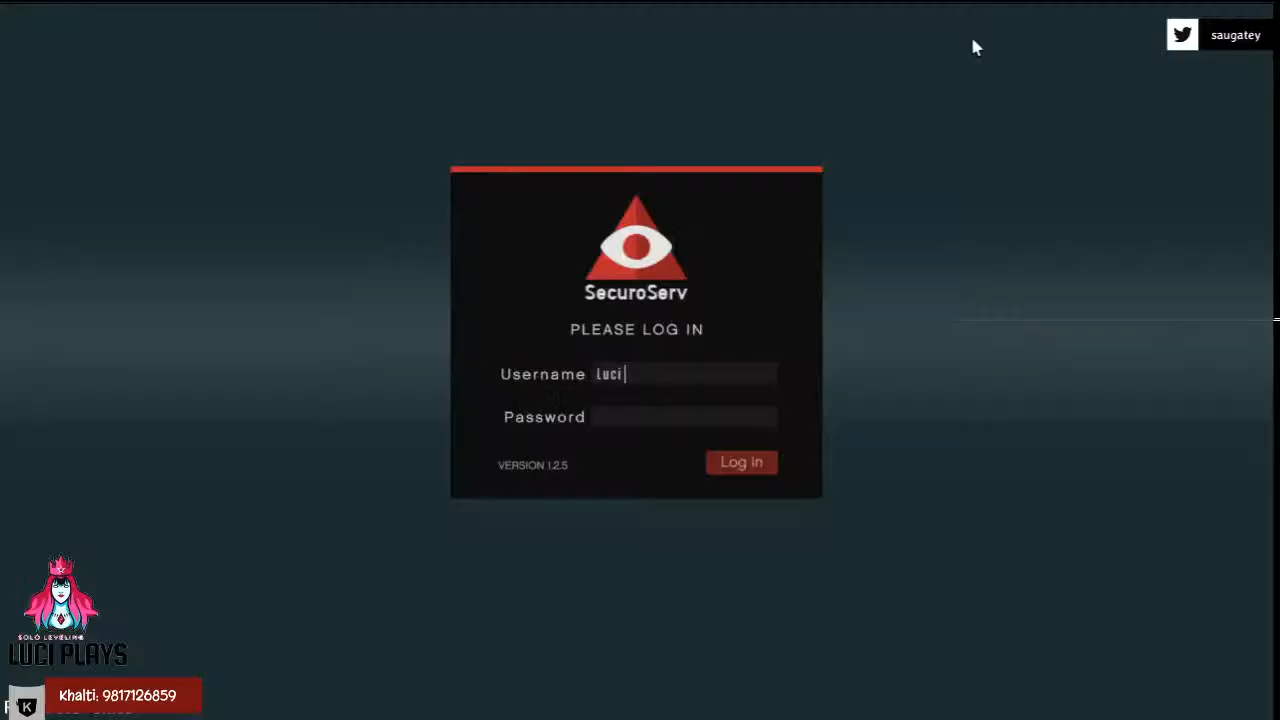 saugatey
SecuroServ
PLEASE LOG IN
Username luci
Password
VERSION 1.2.5
Log in
SOLO LEVELING
LUCI PLAYS
K
Khalti: 9817126859